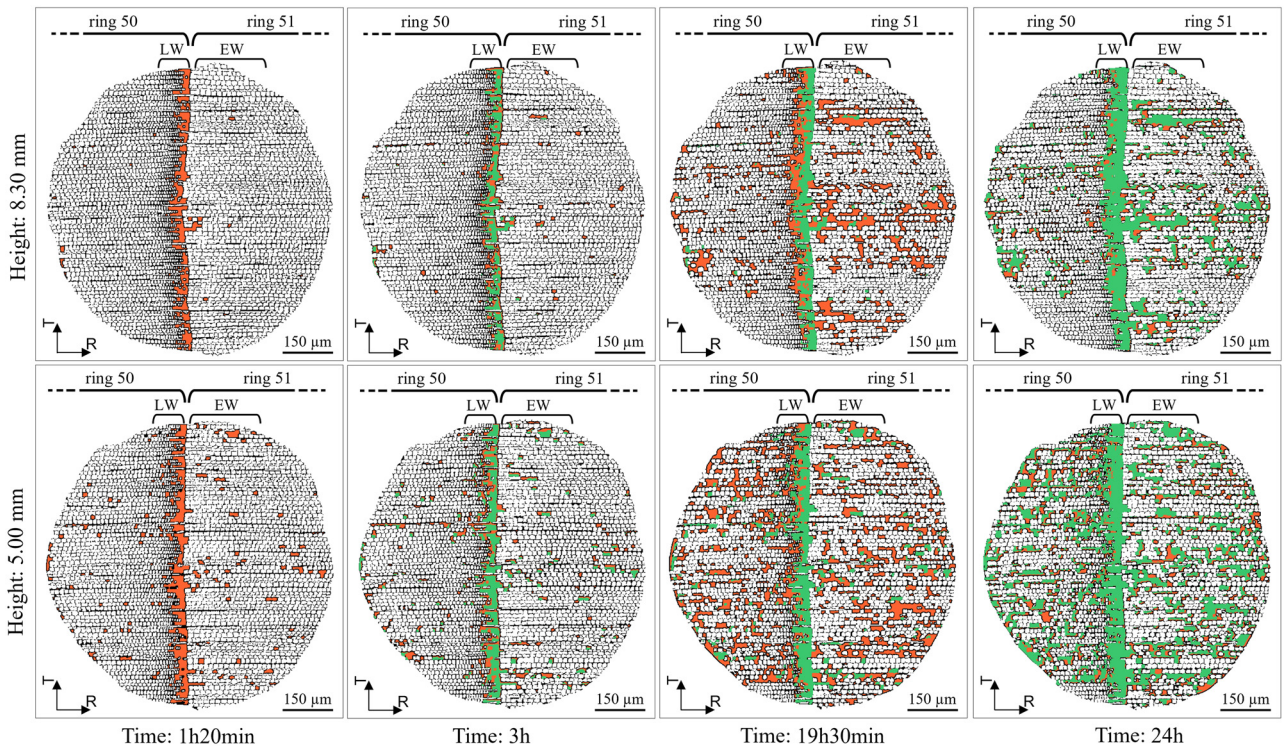 ring 50 ring 51 ring 50 ring 51 ring 50 ring 51 ring 50 ring 51
LW EW LW EW LW EW LW EW
Height: 8.30 mm
T R 150 µm T R 150 µm T R 150 µm T R 150 µm
ring 50 ring 51 ring 50 ring 51 ring 50 ring 51 ring 50 ring 51
LW EW LW EW LW EW LW EW
Height: 5.00 mm
T R 150 µm T R 150 µm T R 150 µm T R 150 µm
Time: 1h20min Time: 3h Time: 19h30min Time: 24h